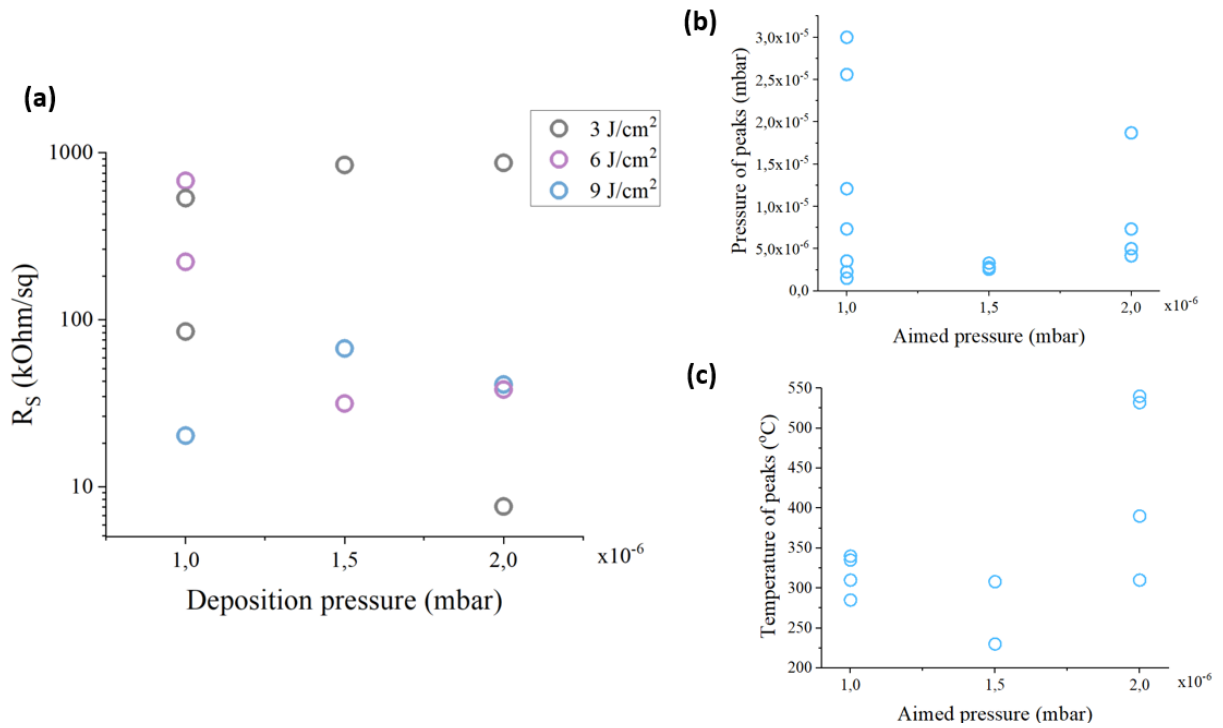 (a)
3 J/cm²
6 J/cm²
9 J/cm²
1000
100
10
R_S (kOhm/sq)
1,0
1,5
2,0
x10⁻⁶
Deposition pressure (mbar)
(b)
3,0x10⁻⁵
2,5x10⁻⁵
2,0x10⁻⁵
1,5x10⁻⁵
1,0x10⁻⁵
5,0x10⁻⁶
0,0
Pressure of peaks (mbar)
1,0
1,5
2,0
x10⁻⁶
Aimed pressure (mbar)
(c)
550
500
450
400
350
300
250
200
Temperature of peaks (°C)
1,0
1,5
2,0
x10⁻⁶
Aimed pressure (mbar)